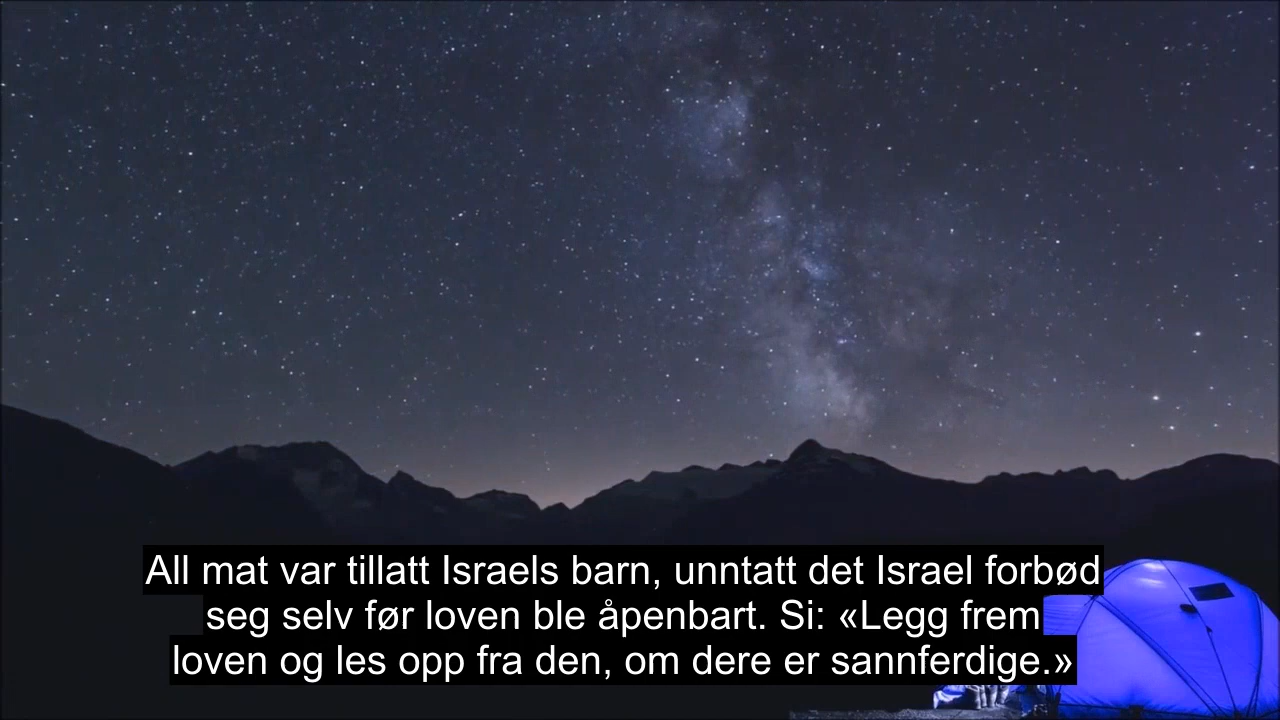 All mat var tillatt Israels barn, unntatt det Israel forbød
seg selv før loven ble åpenbart. Si: «Legg frem
loven og les opp fra den, om dere er sannferdige.»